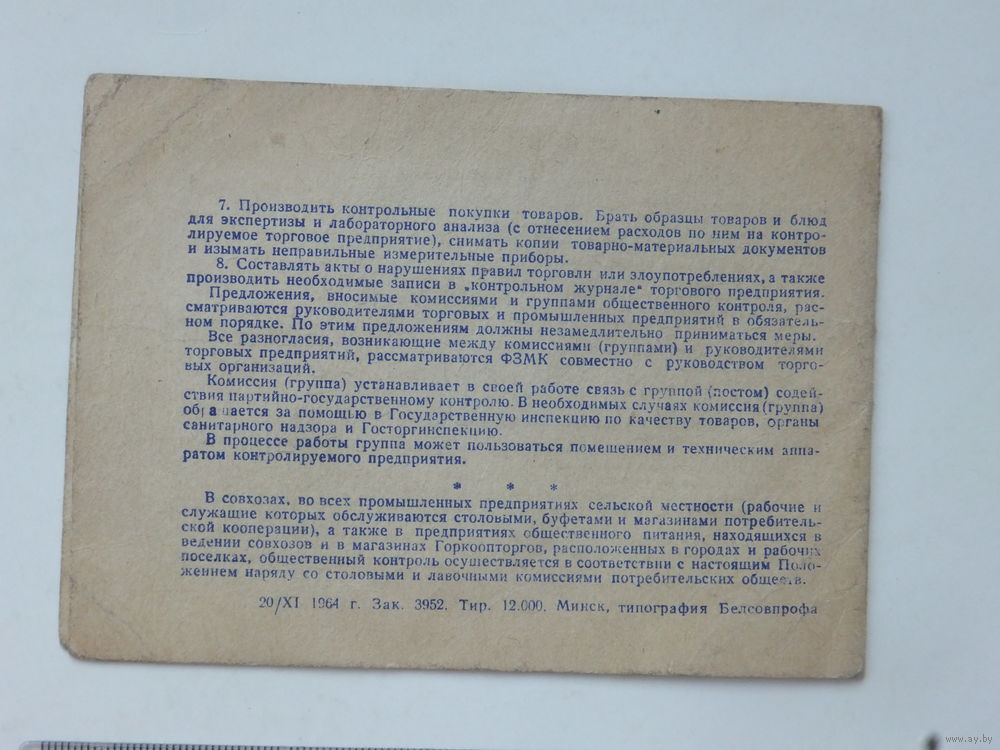 7. Производить контрольные покупки товаров. Брать образцы товаров и блюд
для экспертизы и лабораторного анализа (с отнесением расходов по ним на контро-
лируемое торговое предприятие), снимать копии товарно-материальных документов
и изымать неправильные измерительные приборы.
8. Составлять акты о нарушениях правил торговли или злоупотреблениях, а также
производить необходимые записи в „контрольном журнале“ торгового предприятия.
Предложения, вносимые комиссиями и группами общественного контроля, рас-
сматриваются руководителями торговых и промышленных предприятий в обязатель-
ном порядке. По этим предложениям должны незамедлительно приниматься меры.
Все разногласия, возникающие между комиссиями (группами) и руководителями
торговых предприятий, рассматриваются ФЗМК совместно с руководством торго-
вых организаций.
Комиссия (группа) устанавливает в своей работе связь с группой (постом) содей-
ствия партийно-государственному контролю. В необходимых случаях комиссия (группа)
обращается за помощью в Государственную инспекцию по качеству товаров, органы
санитарного надзора и Госторгинспекцию.
В процессе работы группа может пользоваться помещением и техническим аппа-
ратом контролируемого предприятия.
* * *
В совхозах, во всех промышленных предприятиях сельской местности (рабочие и
служащие которых обслуживаются столовыми, буфетами и магазинами потребитель-
ской кооперации), а также в предприятиях общественного питания, находящихся в
ведении совхозов и в магазинах Горкоопторгов, расположенных в городах и рабочих
поселках, общественный контроль осуществляется в соответствии с настоящим Поло-
жением наряду со столовыми и лавочными комиссиями потребительских обществ.
20/XI 1964 г. Зак. 3952. Тир. 12.000. Минск, типография Белсовпрофа
www.ay.by